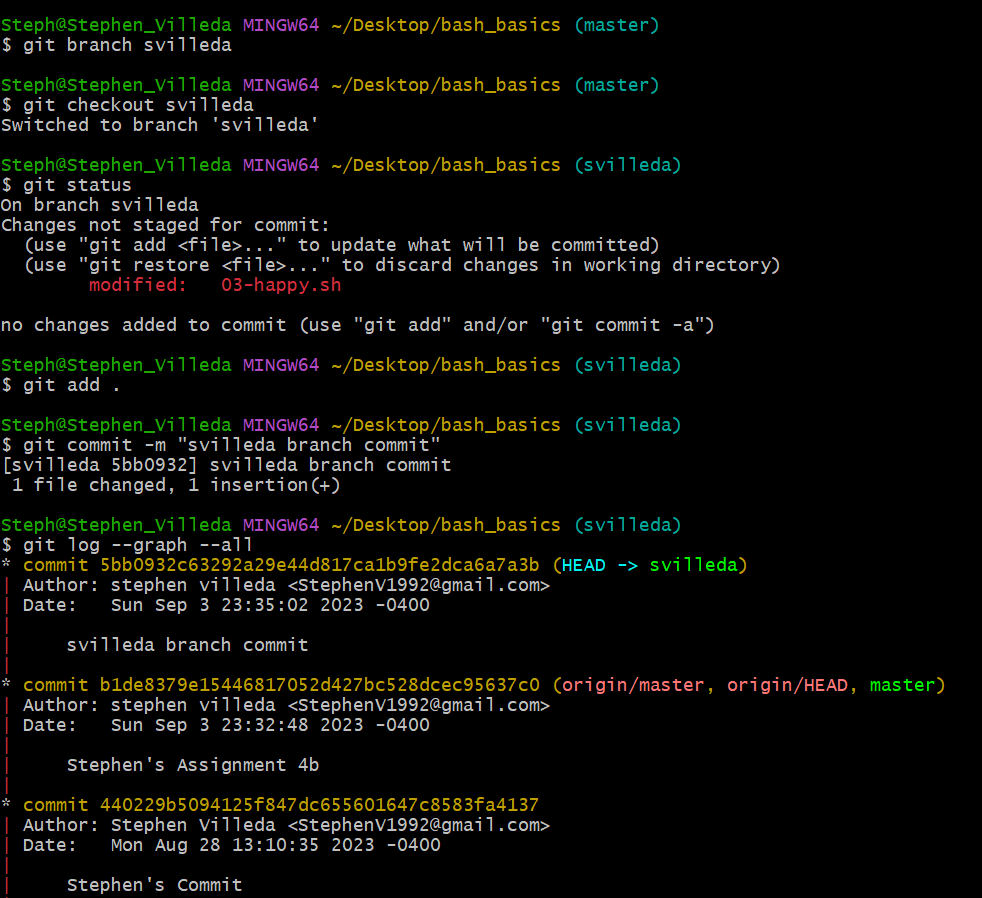 Steph@Stephen_Villeda MINGW64 ~/Desktop/bash_basics (master)
$ git branch svilleda
Steph@Stephen_Villeda MINGW64 ~/Desktop/bash_basics (master)
$ git checkout svilleda
Switched to branch 'svilleda'
Steph@Stephen_Villeda MINGW64 ~/Desktop/bash_basics (svilleda)
$ git status
On branch svilleda
Changes not staged for commit:
  (use "git add <file>..." to update what will be committed)
  (use "git restore <file>..." to discard changes in working directory)
        modified:   03-happy.sh
no changes added to commit (use "git add" and/or "git commit -a")
Steph@Stephen_Villeda MINGW64 ~/Desktop/bash_basics (svilleda)
$ git add .
Steph@Stephen_Villeda MINGW64 ~/Desktop/bash_basics (svilleda)
$ git commit -m "svilleda branch commit"
[svilleda 5bb0932] svilleda branch commit
 1 file changed, 1 insertion(+)
Steph@Stephen_Villeda MINGW64 ~/Desktop/bash_basics (svilleda)
$ git log --graph --all
* commit 5bb0932c63292a29e44d817ca1b9fe2dca6a7a3b (HEAD -> svilleda)
| Author: stephen villeda <StephenV1992@gmail.com>
| Date:   Sun Sep 3 23:35:02 2023 -0400
|
|     svilleda branch commit
|
* commit b1de8379e15446817052d427bc528dcec95637c0 (origin/master, origin/HEAD, master)
| Author: stephen villeda <StephenV1992@gmail.com>
| Date:   Sun Sep 3 23:32:48 2023 -0400
|
|     Stephen's Assignment 4b
|
* commit 440229b5094125f847dc655601647c8583fa4137
| Author: Stephen Villeda <StephenV1992@gmail.com>
| Date:   Mon Aug 28 13:10:35 2023 -0400
|
|     Stephen's Commit